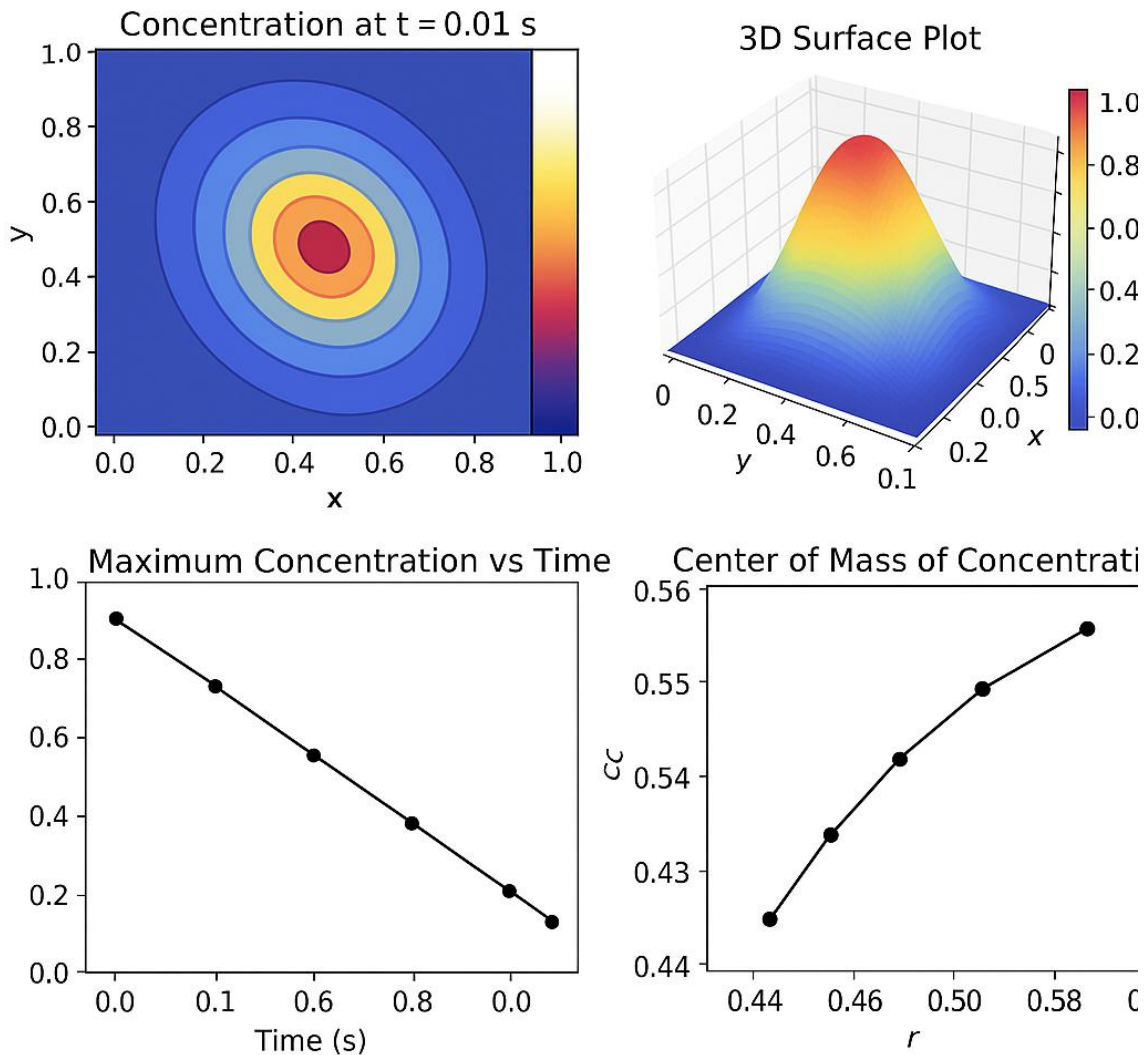 Concentration at t = 0.01 s
1.0
0.8
0.6
0.4
0.2
0.0
y
0.0 0.2 0.4 0.6 0.8 1.0
x
3D Surface Plot
1.0
0.8
0.0
0.4
0.2
0.0
0 0.2 0.4 0.6 0.1
y
0.2 0.0 0.5 0
x
Maximum Concentration vs Time
1.0
0.8
0.6
0.4
0.2
0.0
0.0 0.1 0.6 0.8 0.0
Time (s)
Center of Mass of Concentrati
0.56
0.55
0.54
0.43
0.44
cc
0.44 0.46 0.50 0.58 0
r